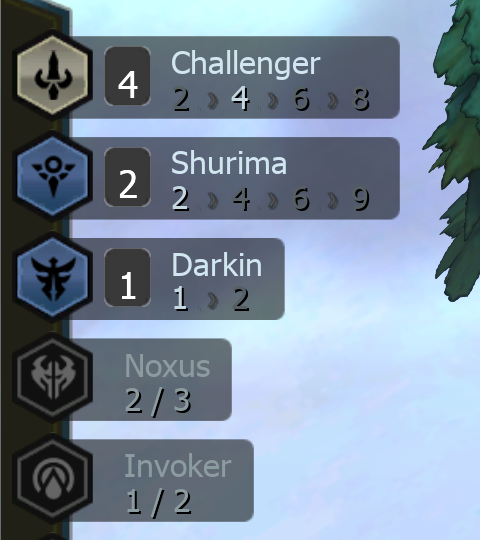 4 Challenger
2 › 4 › 6 › 8
2 Shurima
2 › 4 › 6 › 9
1 Darkin
1 › 2
Noxus
2 / 3
Invoker
1 / 2